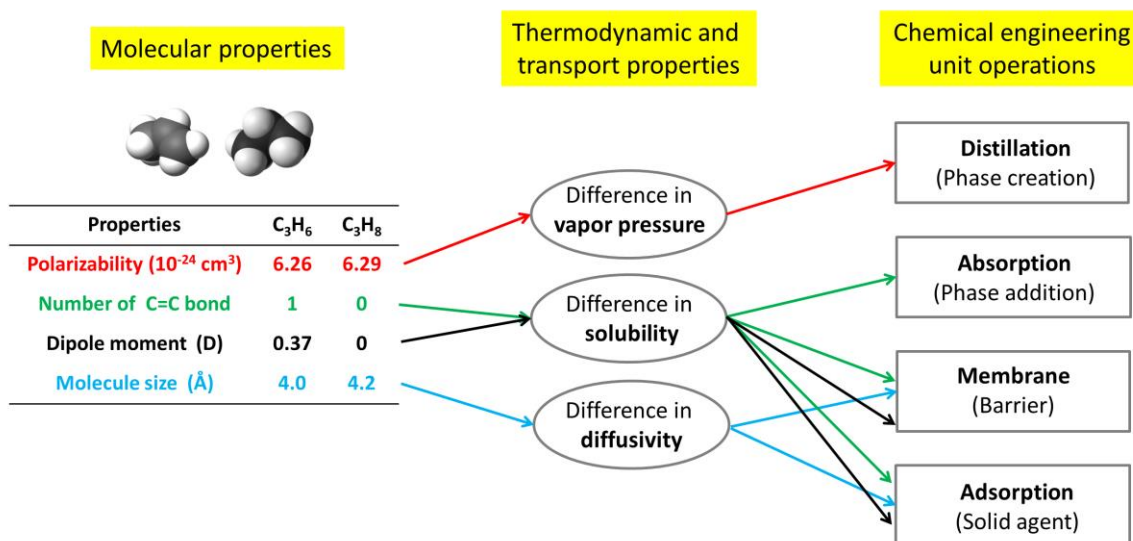 Molecular properties
Thermodynamic and
transport properties
Chemical engineering
unit operations
Properties C₃H₆ C₃H₈
Polarizability (10⁻²⁴ cm³) 6.26 6.29
Number of C=C bond 1 0
Dipole moment (D) 0.37 0
Molecule size (Å) 4.0 4.2
Difference in
vapor pressure
Difference in
solubility
Difference in
diffusivity
Distillation
(Phase creation)
Absorption
(Phase addition)
Membrane
(Barrier)
Adsorption
(Solid agent)